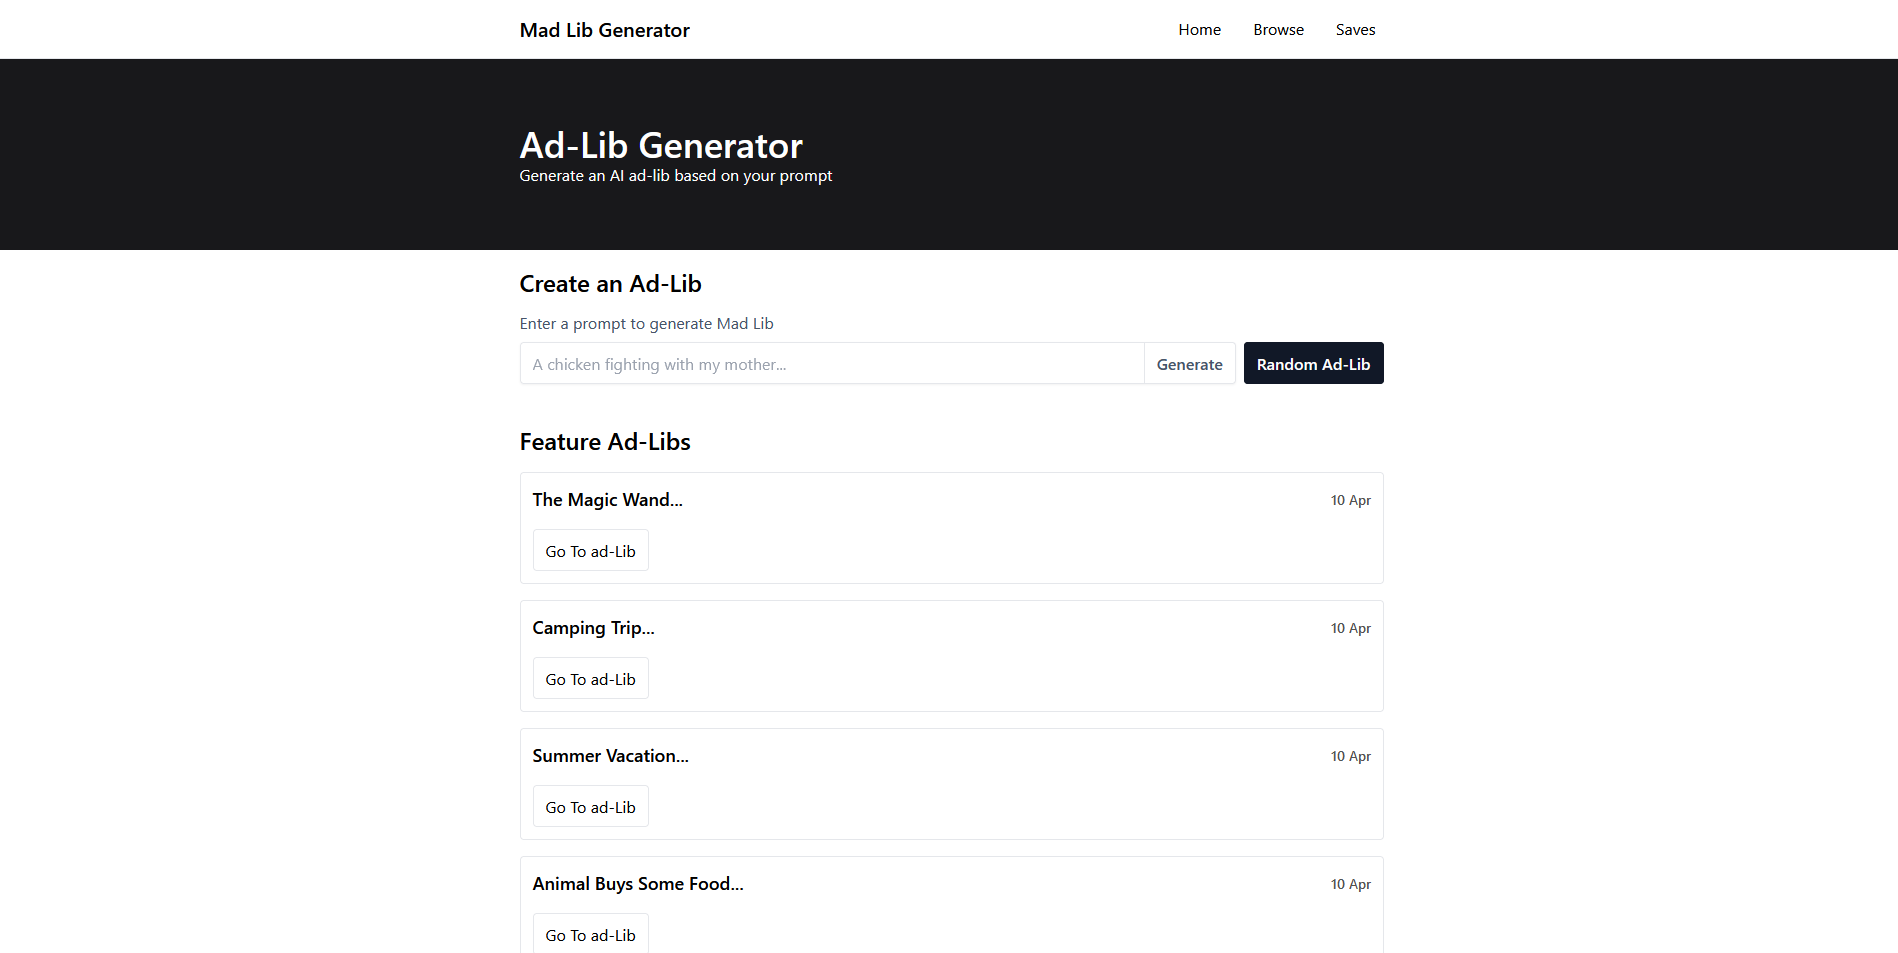 Mad Lib Generator
Home Browse Saves
Ad-Lib Generator
Generate an AI ad-lib based on your prompt
Create an Ad-Lib
Enter a prompt to generate Mad Lib
A chicken fighting with my mother...
Generate
Random Ad-Lib
Feature Ad-Libs
The Magic Wand...
10 Apr
Go To ad-Lib
Camping Trip...
10 Apr
Go To ad-Lib
Summer Vacation...
10 Apr
Go To ad-Lib
Animal Buys Some Food...
10 Apr
Go To ad-Lib